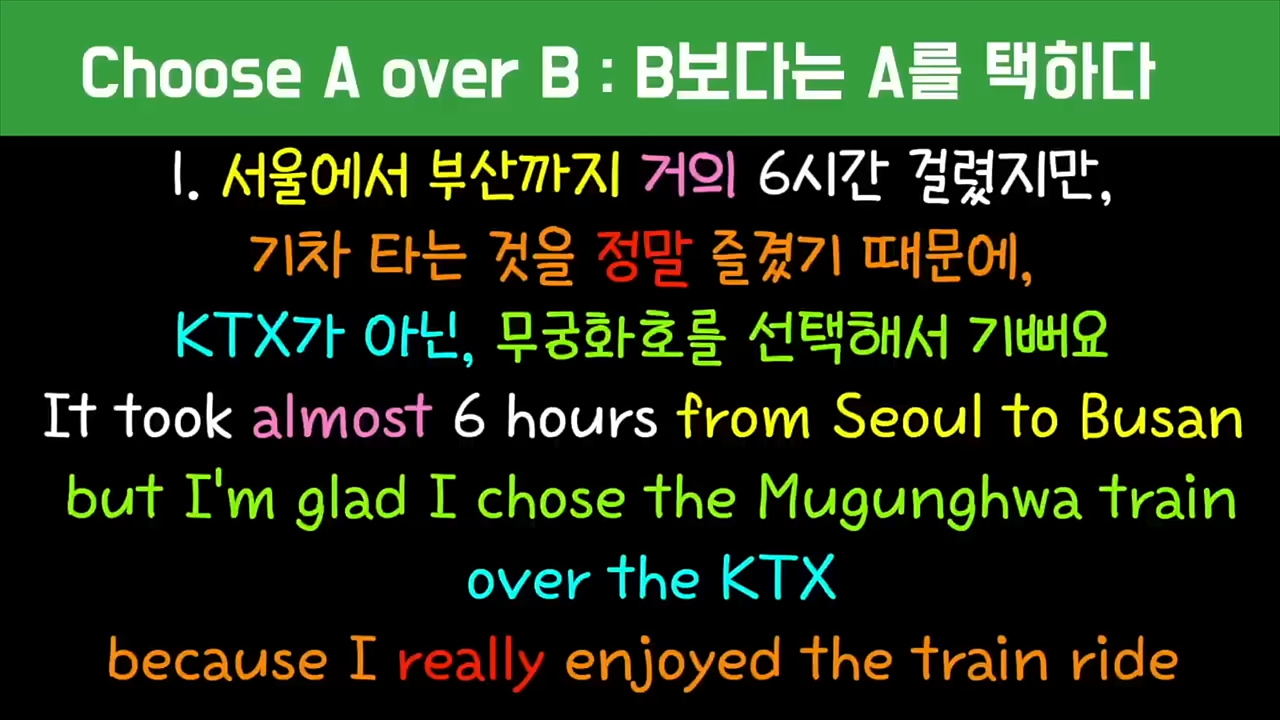 Choose A over B : B보다는 A를 택하다
1. 서울에서 부산까지 거의 6시간 걸렸지만,
기차 타는 것을 정말 즐겼기 때문에,
KTX가 아닌, 무궁화호를 선택해서 기뻐요
It took almost 6 hours from Seoul to Busan
but I'm glad I chose the Mugunghwa train
over the KTX
because I really enjoyed the train ride